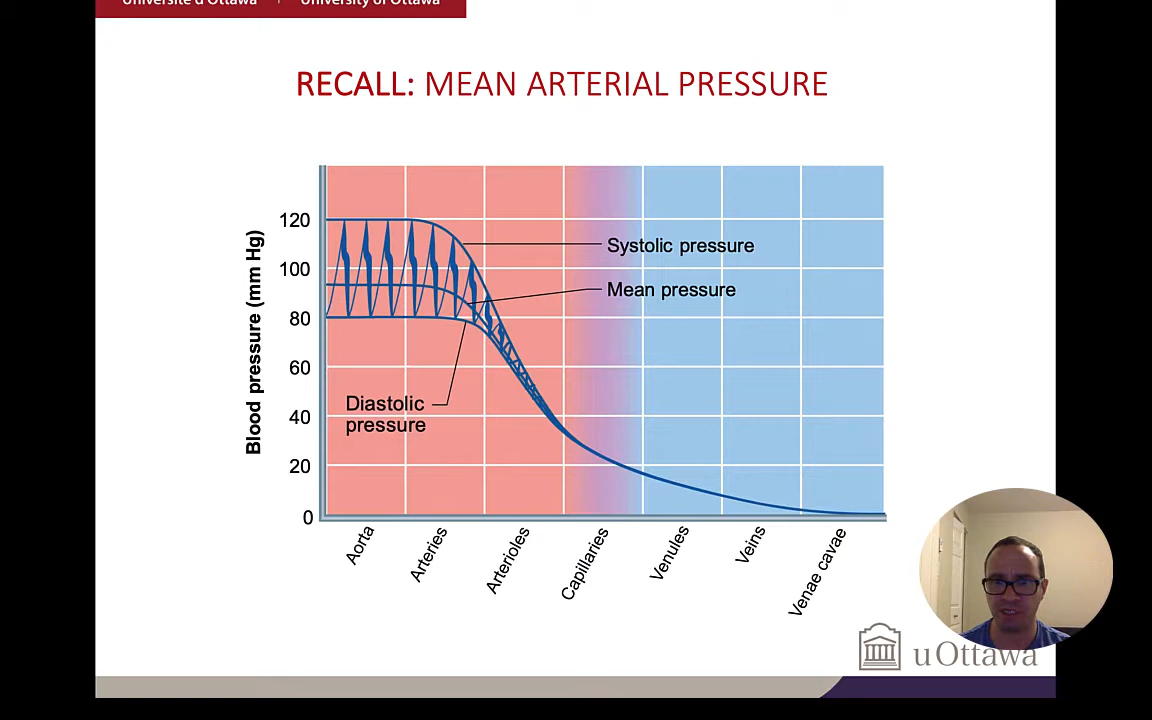 Université d'Ottawa | University of Ottawa
RECALL: MEAN ARTERIAL PRESSURE
Blood pressure (mm Hg)
120
100
80
60
40
20
0
Systolic pressure
Mean pressure
Diastolic
pressure
Aorta
Arteries
Arterioles
Capillaries
Venules
Veins
Venae cavae
uOttawa